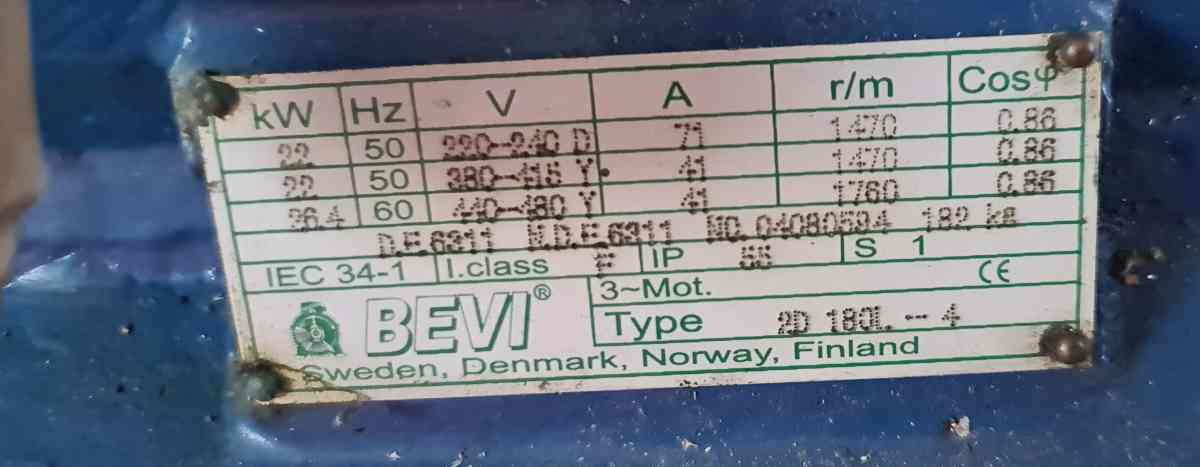 kW Hz V A r/m Cosφ
22 50 220-240 D 71 1470 0.86
22 50 380-415 Y 41 1470 0.86
26.4 60 440-480 Y 41 1760 0.86
D.E.6311 N.D.E.6311 NO. 04080594 182 kg
IEC 34-1 I.class F IP 55 S 1
3~Mot. CE
BEVI®
Type 2D 180L -- 4
Sweden, Denmark, Norway, Finland